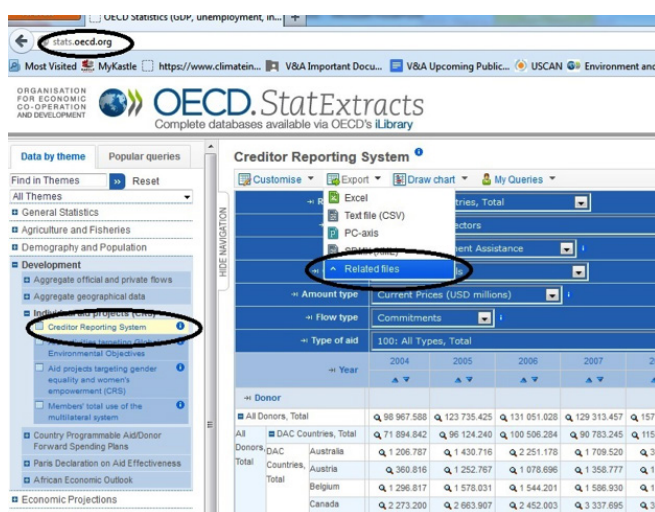 OECD Statistics (GDP, unemployment, in...
stats.oecd.org
Most Visited MyKastle https://www.climatein... V&A Important Docu... V&A Upcoming Public... USCAN Environment and
ORGANISATION
FOR ECONOMIC
CO-OPERATION
AND DEVELOPMENT
OECD.StatExtracts
Complete databases available via OECD's iLibrary
Data by theme Popular queries
Find in Themes Reset
All Themes
General Statistics
Agriculture and Fisheries
Demography and Population
Development
Aggregate official and private flows
Aggregate geographical data
Individual aid projects (CRS)
Creditor Reporting System
Environmental Objectives
Aid projects targeting gender
equality and women's
empowerment (CRS)
Members' total use of the
multilateral system
Country Programmable Aid/Donor
Forward Spending Plans
Paris Declaration on Aid Effectiveness
African Economic Outlook
Economic Projections
HIDE NAVIGATION
Creditor Reporting System
Customise Export Draw chart My Queries
Excel
Text file (CSV)
PC-axis
SDMX (XML)
Related files
tries, Total
ectors
ent Assistance
Amount type Current Prices (USD millions)
Flow type Commitments
Type of aid 100: All Types, Total
Year 2004 2005 2006 2007
Donor
All Donors, Total 98 967.588 123 735.425 131 051.028 129 313.457 157
All Donors, Total DAC Countries, Total 71 894.842 96 124.240 100 506.284 90 783.245 115
DAC Countries, Total Australia 1 206.787 1 430.716 2 251.178 1 709.520
Austria 360.816 1 252.767 1 078.696 1 358.777
Belgium 1 296.817 1 578.031 1 544.201 1 586.930
Canada 2 273.200 2 663.907 2 452.003 3 337.695